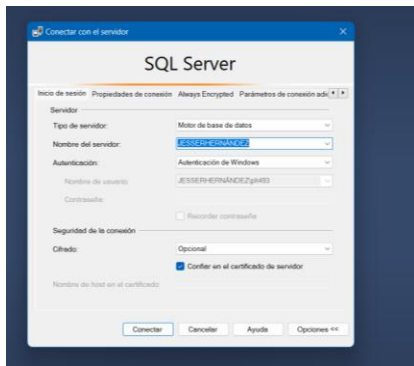 Conectar con el servidor
SQL Server
Inicio de sesión Propiedades de conexión Always Encrypted Parámetros de conexión adic
Servidor
Tipo de servidor: Motor de base de datos
Nombre del servidor: JESSERHERNÁNDEZ
Autenticación: Autenticación de Windows
Nombre de usuario:
Contraseña:
Recordar contraseña
Seguridad de la conexión
Cifrado: Opcional
Confiar en el certificado de servidor
Nombre de host en el certificado:
Conectar Cancelar Ayuda Opciones <<